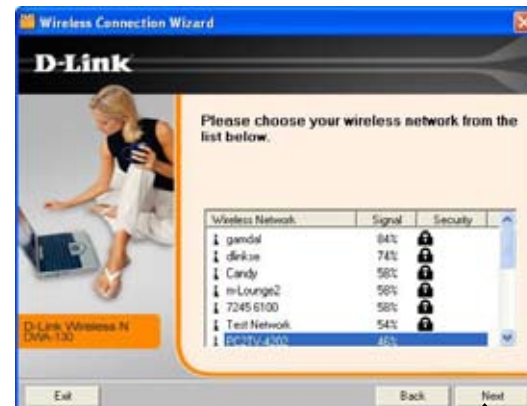 Wireless Connection Wizard
D-Link
Please choose your wireless network from the
list below.
Wireless Network Signal Security
gamdal 84%
dlinkse 74%
Candy 58%
m-Lounge2 58%
7245 6100 58%
Test Network 54%
PC2TV-4202 46%
D-Link Wireless N
DWA-130
Exit Back Next